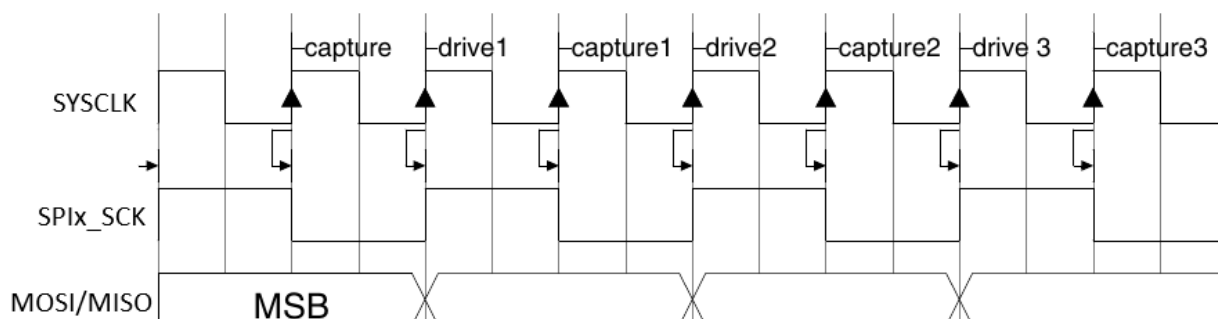 capture drive1 capture1 drive2 capture2 drive 3 capture3
SYSCLK
SPIx_SCK
MOSI/MISO MSB